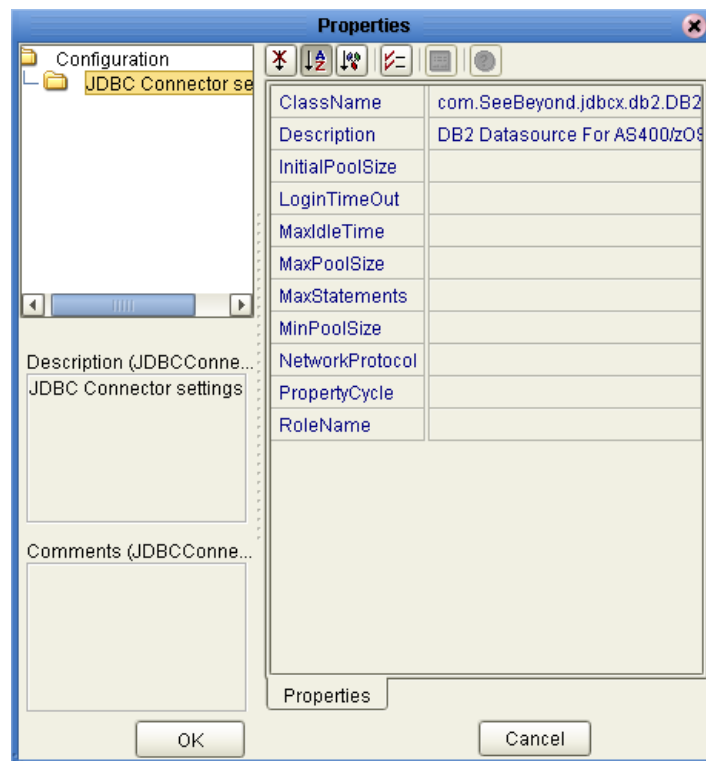 Properties
Configuration
JDBC Connector se
ClassName com.SeeBeyond.jdbcx.db2.DB2
Description DB2 Datasource For AS400/zOS
InitialPoolSize
LoginTimeOut
MaxIdleTime
MaxPoolSize
MaxStatements
MinPoolSize
NetworkProtocol
PropertyCycle
RoleName
Description (JDBCConne...
JDBC Connector settings
Comments (JDBCConne...
Properties
OK
Cancel